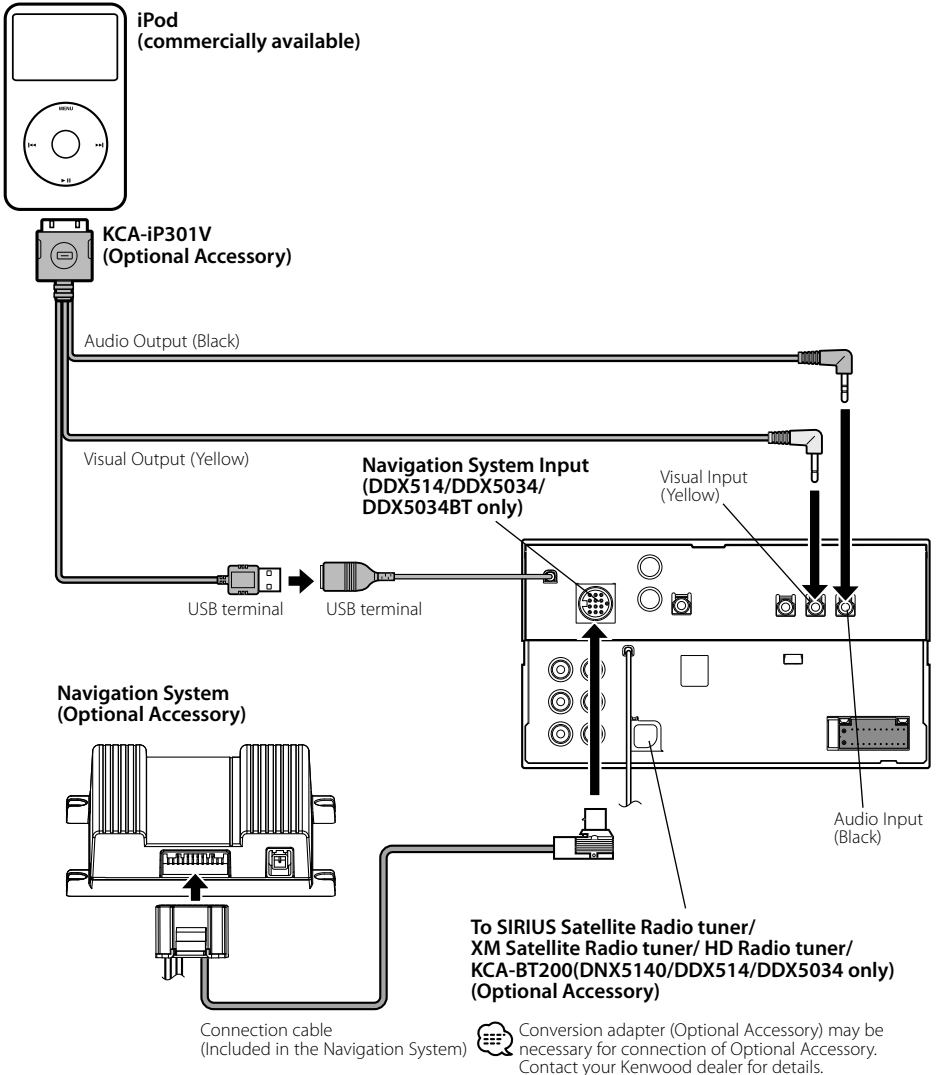 iPod
(commercially available)
MENU
KCA-iP301V
(Optional Accessory)
Audio Output (Black)
Visual Output (Yellow)
Navigation System Input
(DDX514/DDX5034/
DDX5034BT only)
Visual Input
(Yellow)
USB terminal
USB terminal
Navigation System
(Optional Accessory)
Audio Input
(Black)
To SIRIUS Satellite Radio tuner/
XM Satellite Radio tuner/ HD Radio tuner/
KCA-BT200(DNX5140/DDX514/DDX5034 only)
(Optional Accessory)
Connection cable
(Included in the Navigation System)
Conversion adapter (Optional Accessory) may be
necessary for connection of Optional Accessory.
Contact your Kenwood dealer for details.